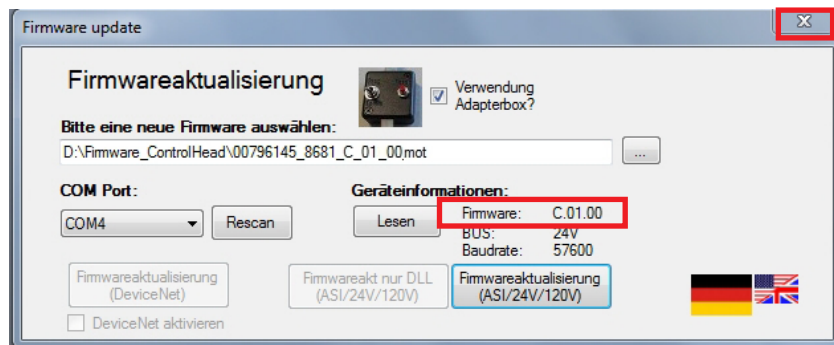 Firmware update
Firmwareaktualisierung
Verwendung
Adapterbox?
Bitte eine neue Firmware auswählen:
D:\Firmware_ControlHead\00796145_8681_C_01_00.mot
...
COM Port:
Geräteinformationen:
COM4
Rescan
Lesen
Firmware: C.01.00
BUS: 24V
Baudrate: 57600
Firmwareaktualisierung
(DeviceNet)
Firmwareakt nur DLL
(ASI/24V/120V)
Firmwareaktualisierung
(ASI/24V/120V)
DeviceNet aktivieren